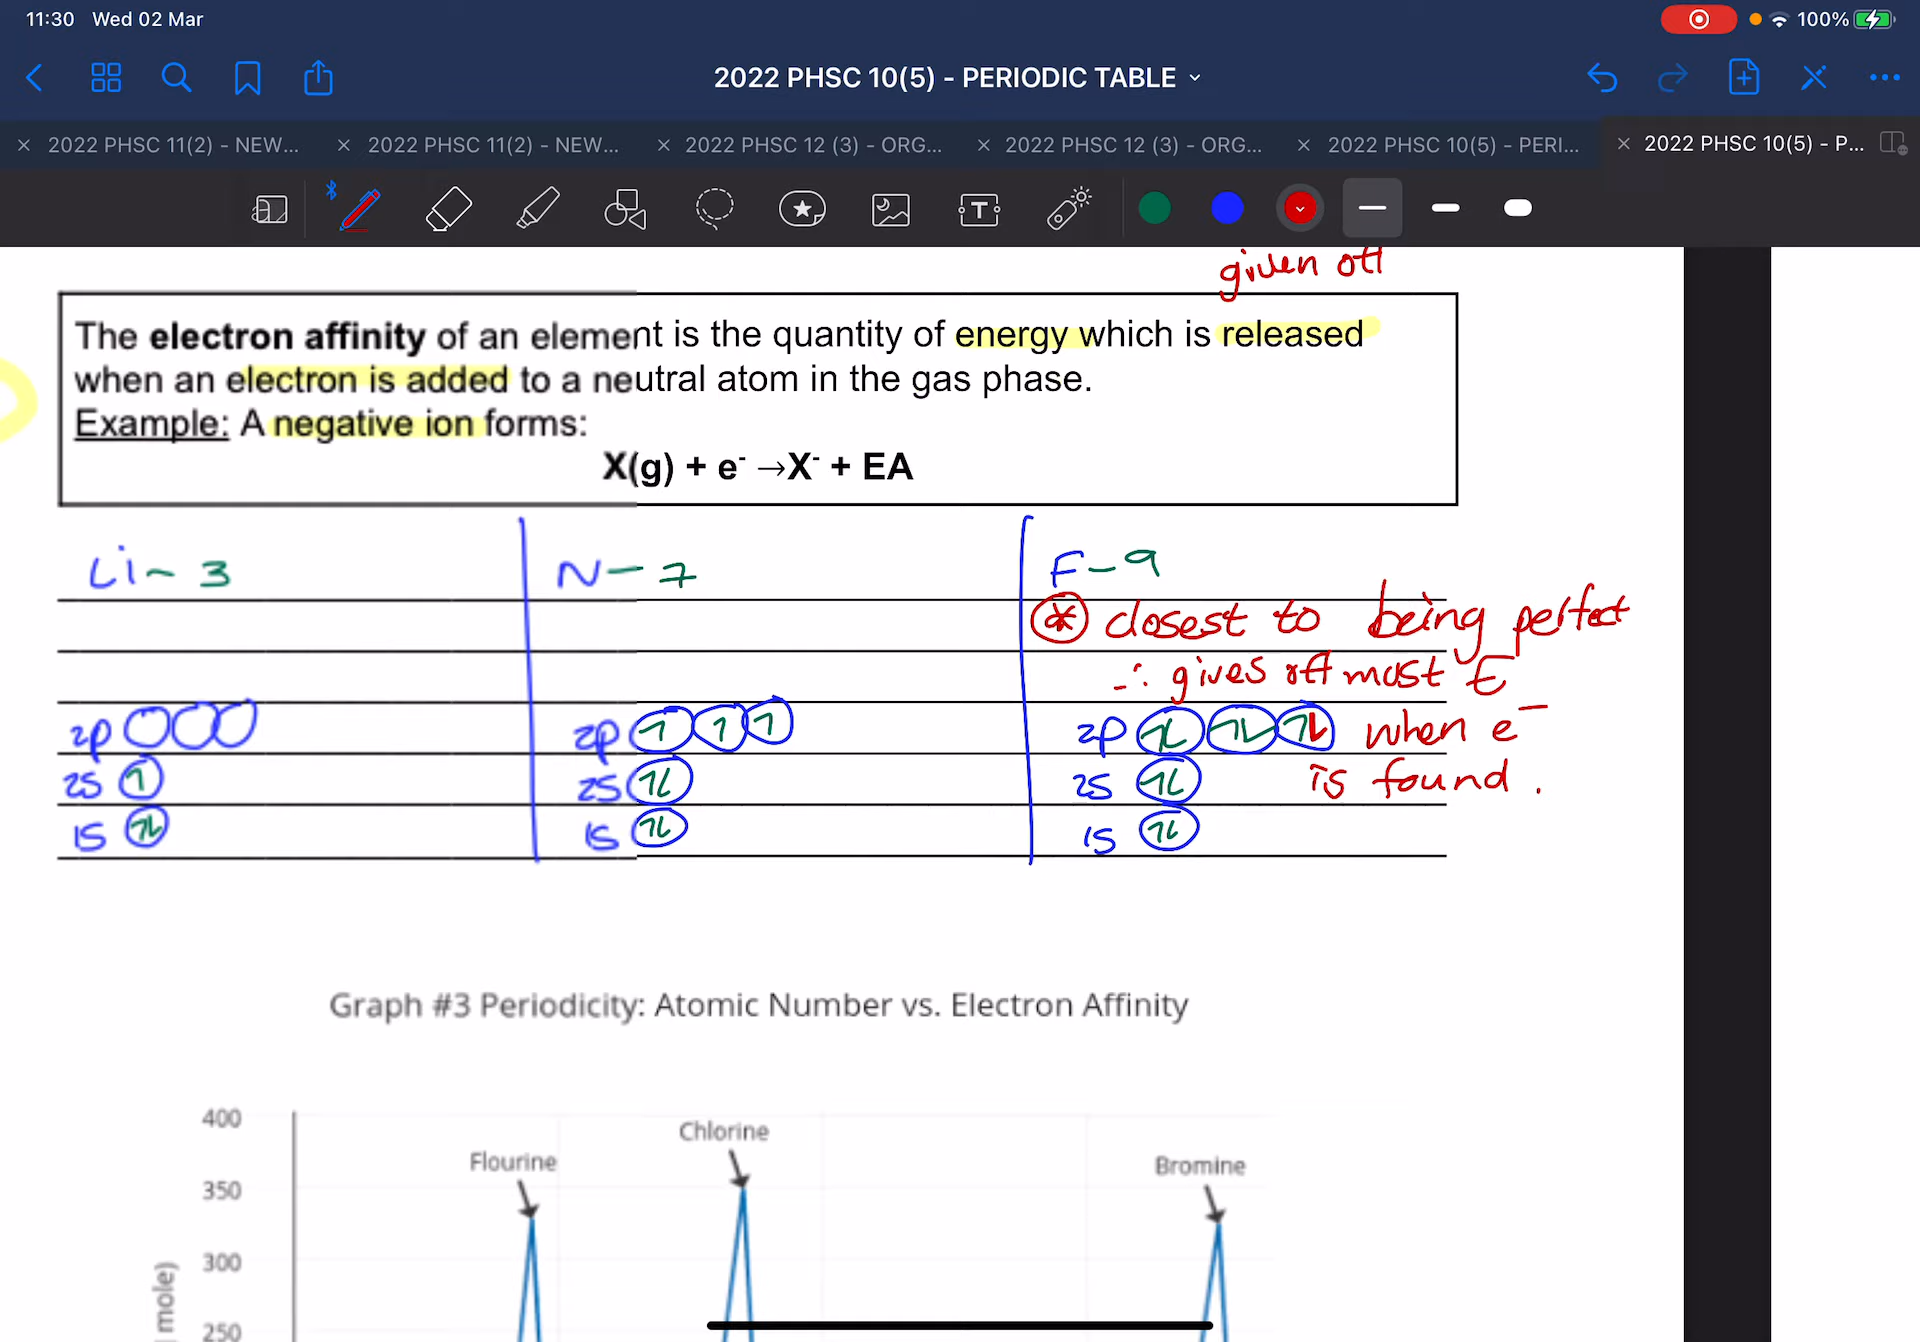 11:30 Wed 02 Mar
100%
2022 PHSC 10(5) - PERIODIC TABLE
2022 PHSC 11(2) - NEW...
2022 PHSC 11(2) - NEW...
2022 PHSC 12 (3) - ORG...
2022 PHSC 12 (3) - ORG...
2022 PHSC 10(5) - PERI...
2022 PHSC 10(5) - P...
given off
The electron affinity of an element is the quantity of energy which is released
when an electron is added to a neutral atom in the gas phase.
Example: A negative ion forms:
X(g) + e⁻ →X⁻ + EA
Li - 3
N - 7
F - 9
* closest to being perfect
∴ gives off most E
2p ↿ ↿ ↿
2p
2p when e⁻
2s
2s
2s is found.
1s
1s
1s
Graph #3 Periodicity: Atomic Number vs. Electron Affinity
400
Chlorine
Flourine
Bromine
350
300
mole)
250